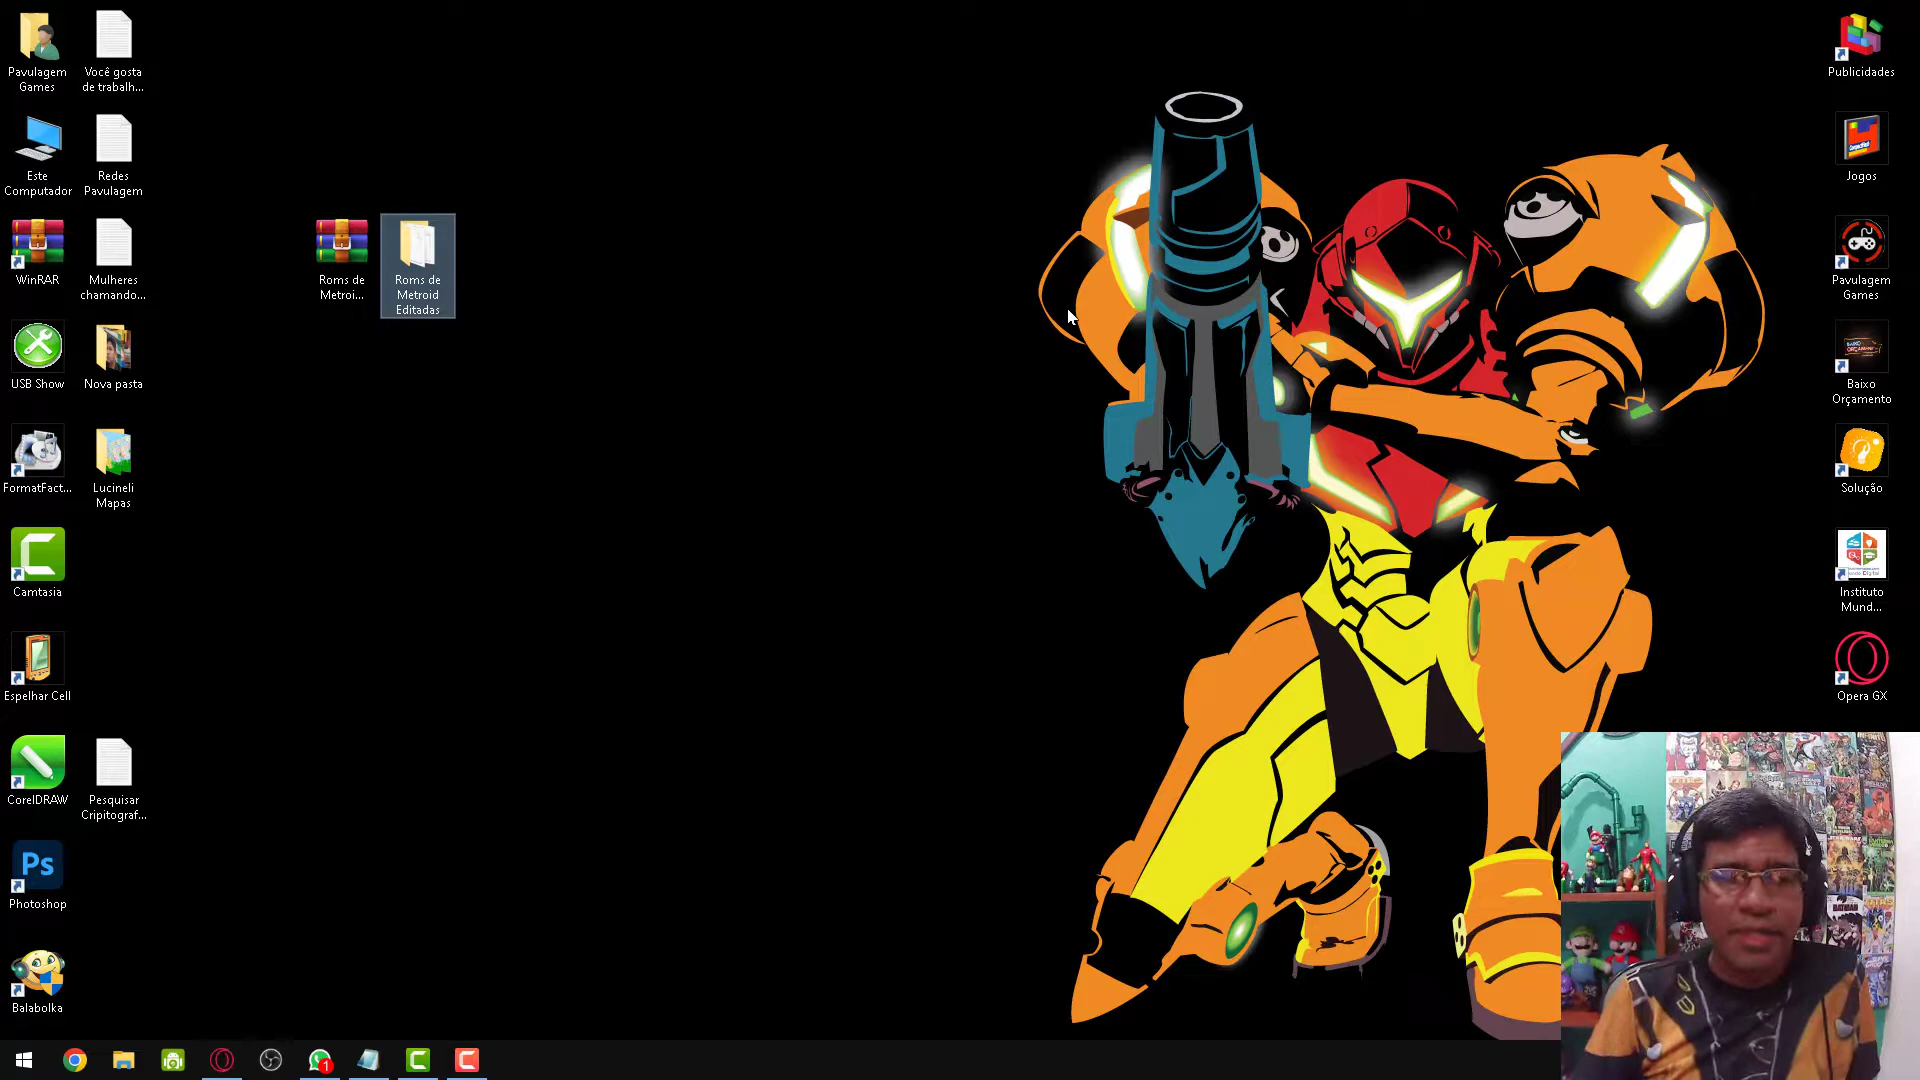 Pavulagem
Games
Você gosta
de trabalh...
Este
Computador
Redes
Pavulagem
WinRAR
Mulheres
chamando...
Roms de
Metroi...
Roms de
Metroid
Editadas
USB Show
Nova pasta
FormatFact...
Lucineli
Mapas
Camtasia
Espelhar Cell
CorelDRAW
Pesquisar
Cripitograf...
Ps
Photoshop
Balabolka
Publicidades
Jogos
Pavulagem
Games
Baixo
Orçamento
Solução
Instituto
Mund...
Opera GX
BATMAN
1